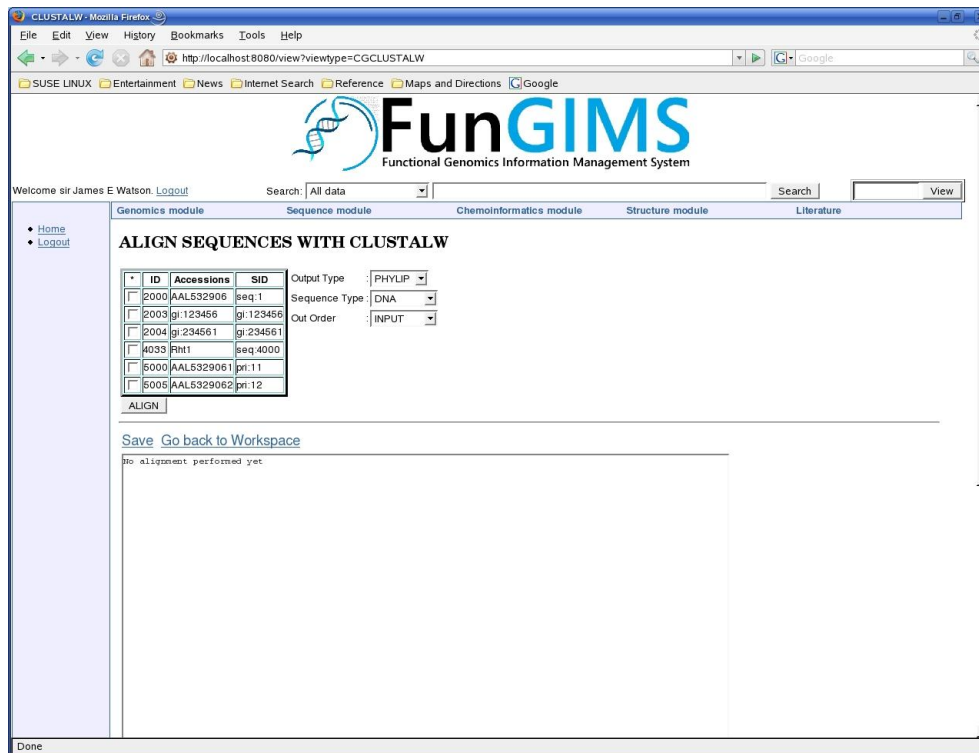 CLUSTALW - Mozilla Firefox
File Edit View History Bookmarks Tools Help
http://localhost:8080/view?viewtype=CGCLUSTALW
Google
SUSE LINUX Entertainment News Internet Search Reference Maps and Directions Google
FunGIMS
Functional Genomics Information Management System
Welcome sir James E Watson. Logout Search: All data Search View
Genomics module Sequence module Chemoinformatics module Structure module Literature
Home
Logout
ALIGN SEQUENCES WITH CLUSTALW
* ID Accessions SID
2000 AAL532906 seq:1
2003 gi:123456 gi:123456
2004 gi:234561 gi:234561
4033 Rht1 seq:4000
5000 AAL5329061 pri:11
5005 AAL5329062 pri:12
Output Type : PHYLIP
Sequence Type : DNA
Out Order : INPUT
ALIGN
Save Go back to Workspace
No alignment performed yet
Done